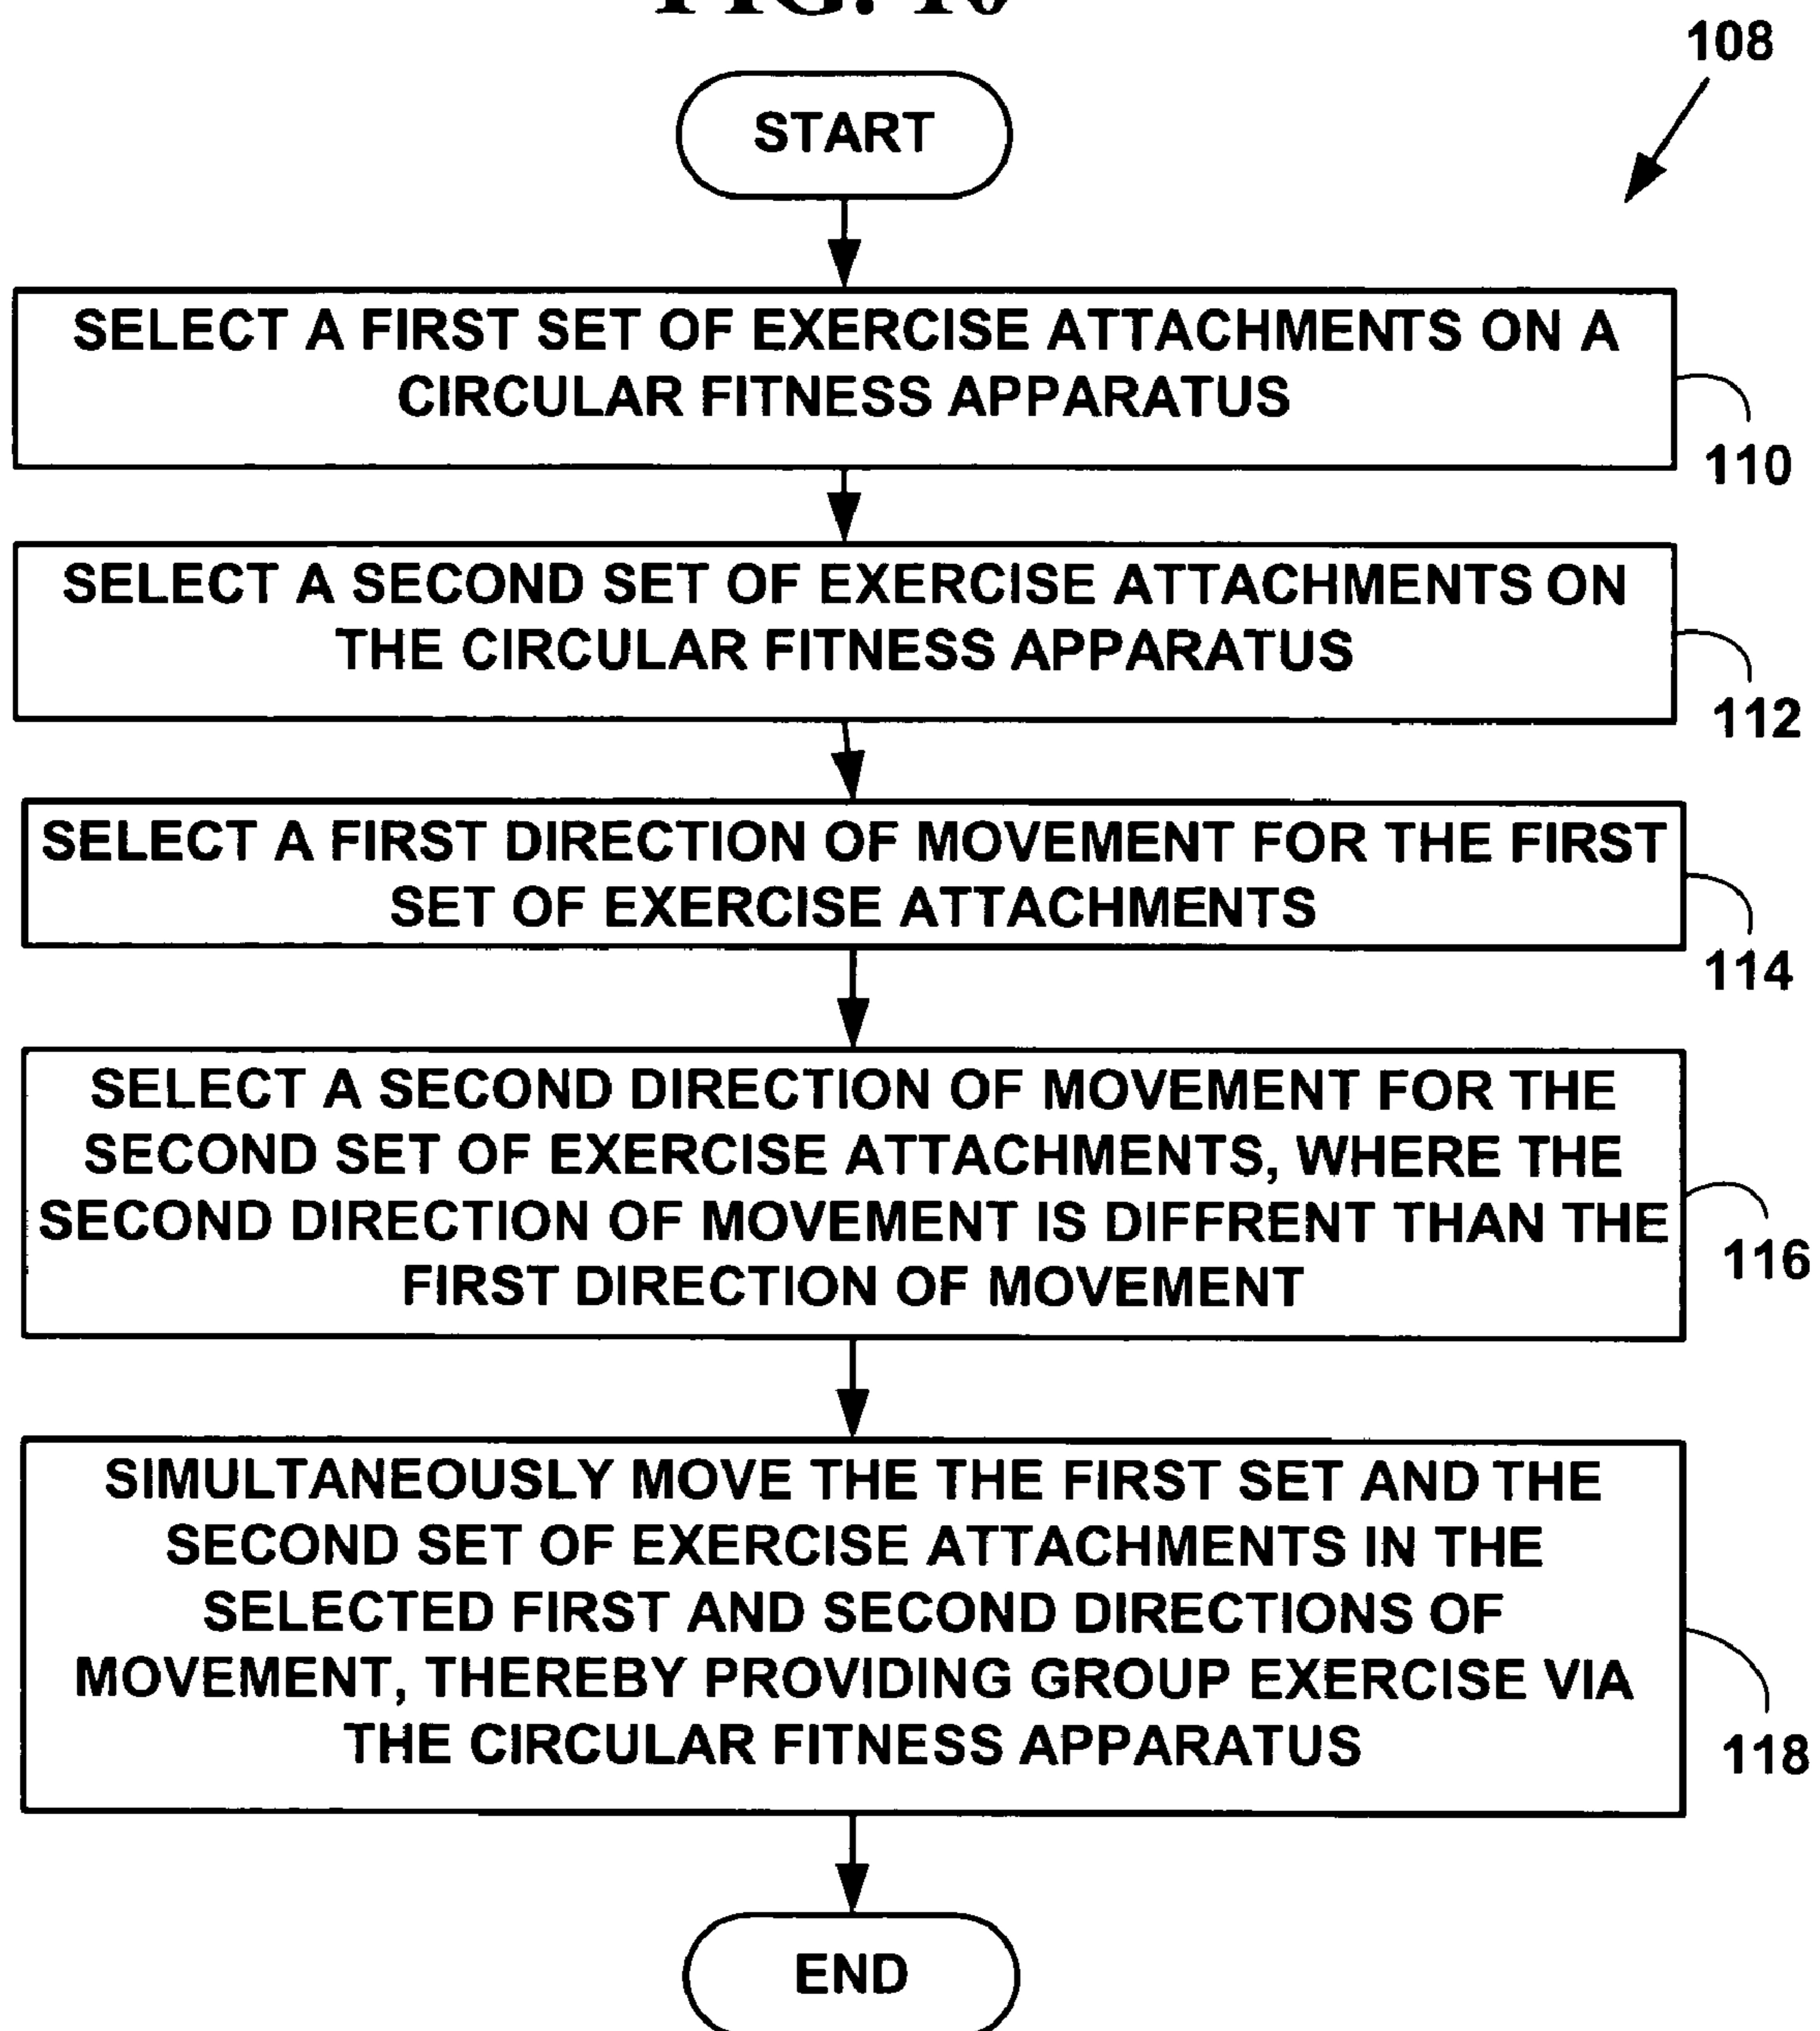 FIG. 10
108
START
SELECT A FIRST SET OF EXERCISE ATTACHMENTS ON A
CIRCULAR FITNESS APPARATUS
110
SELECT A SECOND SET OF EXERCISE ATTACHMENTS ON
THE CIRCULAR FITNESS APPARATUS
112
SELECT A FIRST DIRECTION OF MOVEMENT FOR THE FIRST
SET OF EXERCISE ATTACHMENTS
114
SELECT A SECOND DIRECTION OF MOVEMENT FOR THE
SECOND SET OF EXERCISE ATTACHMENTS, WHERE THE
SECOND DIRECTION OF MOVEMENT IS DIFFRENT THAN THE
FIRST DIRECTION OF MOVEMENT
116
SIMULTANEOUSLY MOVE THE THE FIRST SET AND THE
SECOND SET OF EXERCISE ATTACHMENTS IN THE
SELECTED FIRST AND SECOND DIRECTIONS OF
MOVEMENT, THEREBY PROVIDING GROUP EXERCISE VIA
THE CIRCULAR FITNESS APPARATUS
118
END